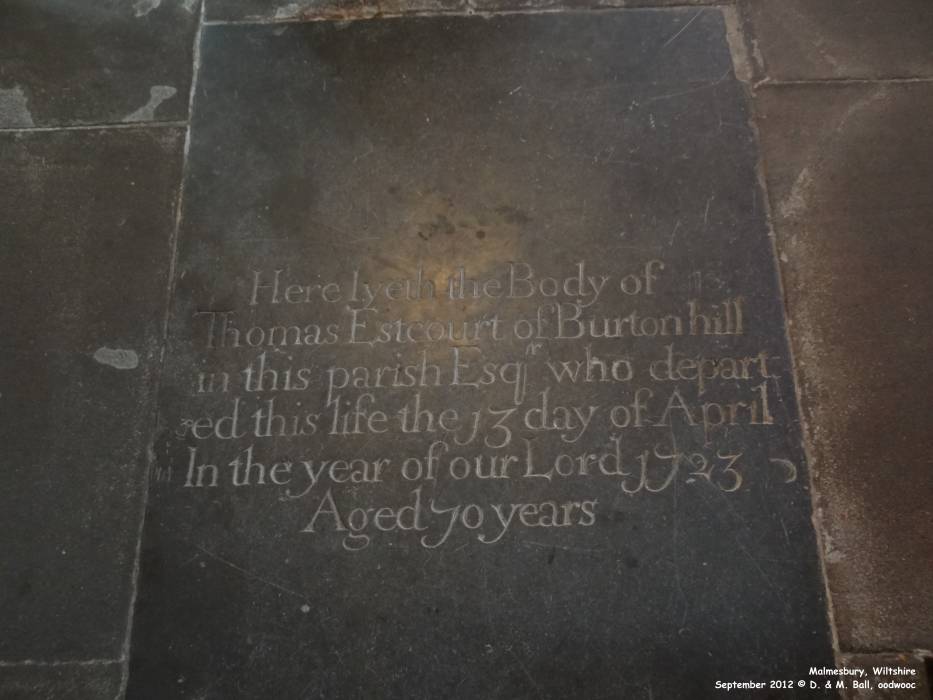 Here lyeth the Body of
Thomas Estcourt of Burton hill
in this parish Esqr who depart
ed this life the 13 day of April
In the year of our Lord 1723
Aged 70 years
Malmesbury, Wiltshire
September 2012 © D. & M. Ball, oodwooc